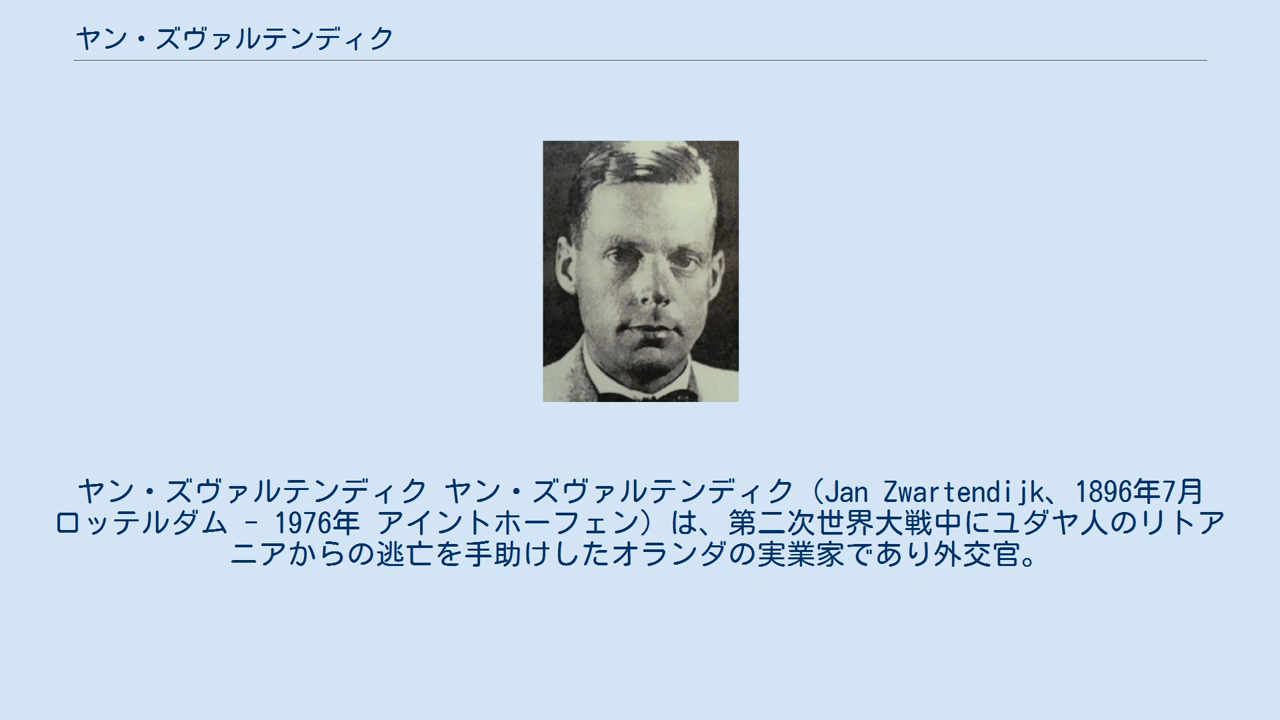 ヤン・ズヴァルテンディク
ヤン・ズヴァルテンディク ヤン・ズヴァルテンディク（Jan Zwartendijk、1896年7月
ロッテルダム - 1976年 アイントホーフェン）は、第二次世界大戦中にユダヤ人のリトア
ニアからの逃亡を手助けしたオランダの実業家であり外交官。